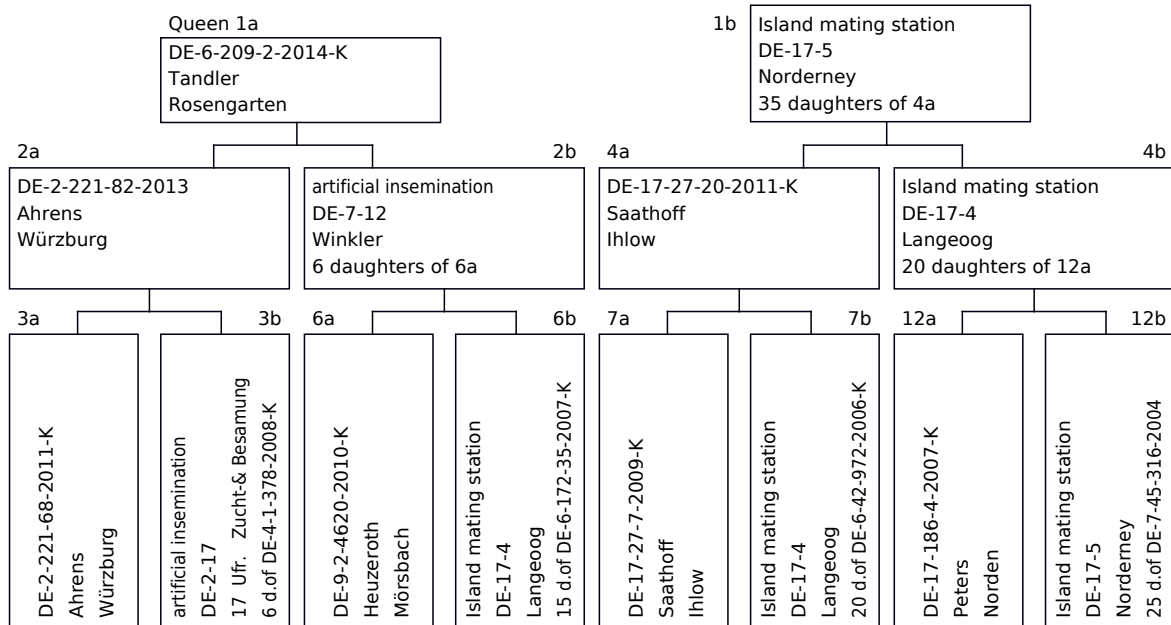 Queen 1a
DE-6-209-2-2014-K
Tandler
Rosengarten
1b
Island mating station
DE-17-5
Norderney
35 daughters of 4a
2a
DE-2-221-82-2013
Ahrens
Würzburg
2b
artificial insemination
DE-7-12
Winkler
6 daughters of 6a
4a
DE-17-27-20-2011-K
Saathoff
Ihlow
4b
Island mating station
DE-17-4
Langeoog
20 daughters of 12a
3a
DE-2-221-68-2011-K
Ahrens
Würzburg
3b
artificial insemination
DE-2-17
17 Ufr. Zucht-& Besamung
6 d.of DE-4-1-378-2008-K
6a
DE-9-2-4620-2010-K
Heuzeroth
Mörsbach
6b
Island mating station
DE-17-4
Langeoog
15 d.of DE-6-172-35-2007-K
7a
DE-17-27-7-2009-K
Saathoff
Ihlow
7b
Island mating station
DE-17-4
Langeoog
20 d.of DE-6-42-972-2006-K
12a
DE-17-186-4-2007-K
Peters
Norden
12b
Island mating station
DE-17-5
Norderney
25 d.of DE-7-45-316-2004